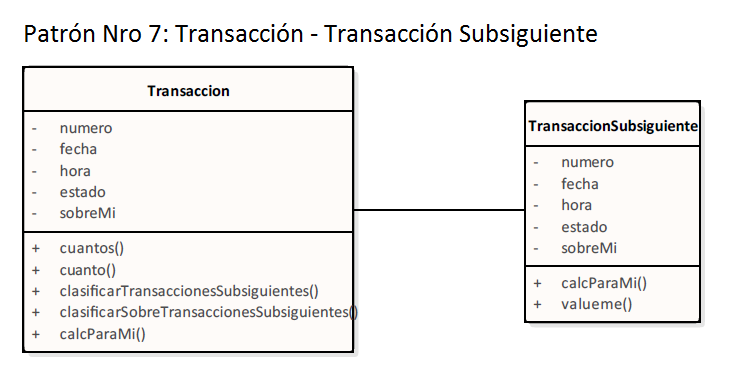 Patrón Nro 7: Transacción - Transacción Subsiguiente
Transaccion
- numero
- fecha
- hora
- estado
- sobreMi
+ cuantos()
+ cuanto()
+ clasificarTransaccionesSubsiguientes()
+ clasificarSobreTransaccionesSubsiguientes()
+ calcParaMi()
TransaccionSubsiguiente
- numero
- fecha
- hora
- estado
- sobreMi
+ calcParaMi()
+ valueme()